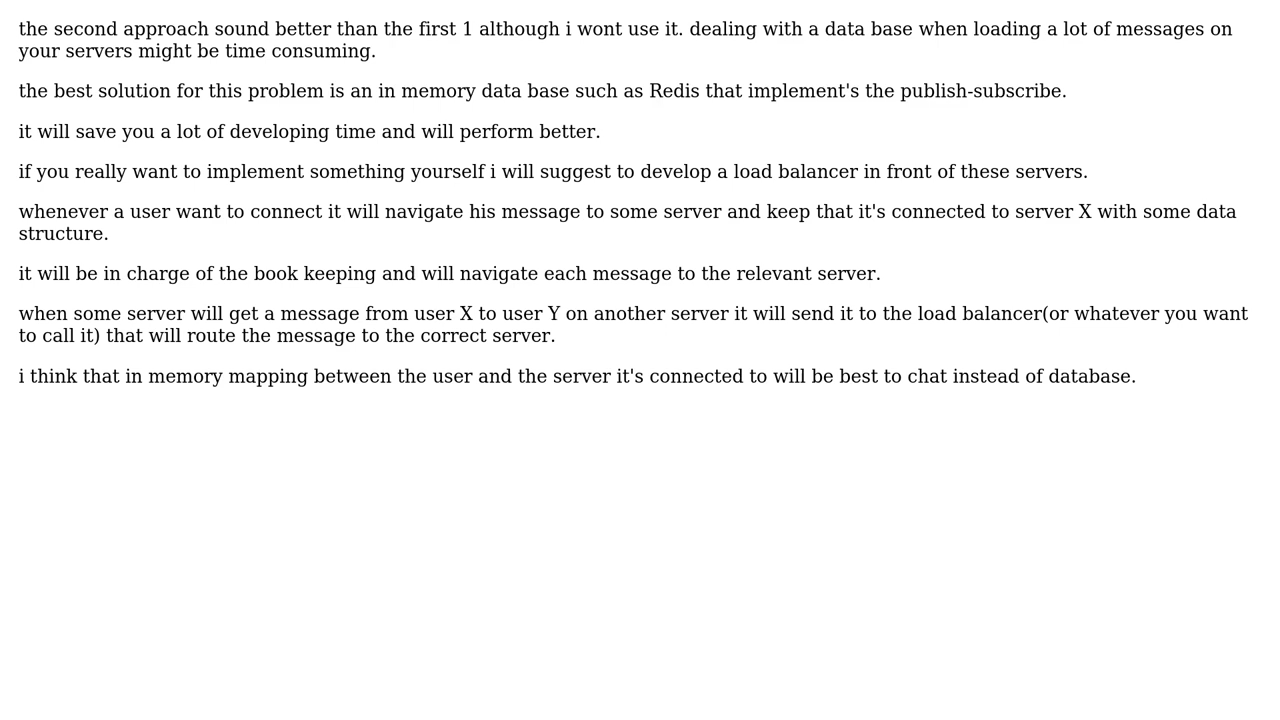 the second approach sound better than the first 1 although i wont use it. dealing with a data base when loading a lot of messages on
your servers might be time consuming.
the best solution for this problem is an in memory data base such as Redis that implement's the publish-subscribe.
it will save you a lot of developing time and will perform better.
if you really want to implement something yourself i will suggest to develop a load balancer in front of these servers.
whenever a user want to connect it will navigate his message to some server and keep that it's connected to server X with some data
structure.
it will be in charge of the book keeping and will navigate each message to the relevant server.
when some server will get a message from user X to user Y on another server it will send it to the load balancer(or whatever you want
to call it) that will route the message to the correct server.
i think that in memory mapping between the user and the server it's connected to will be best to chat instead of database.